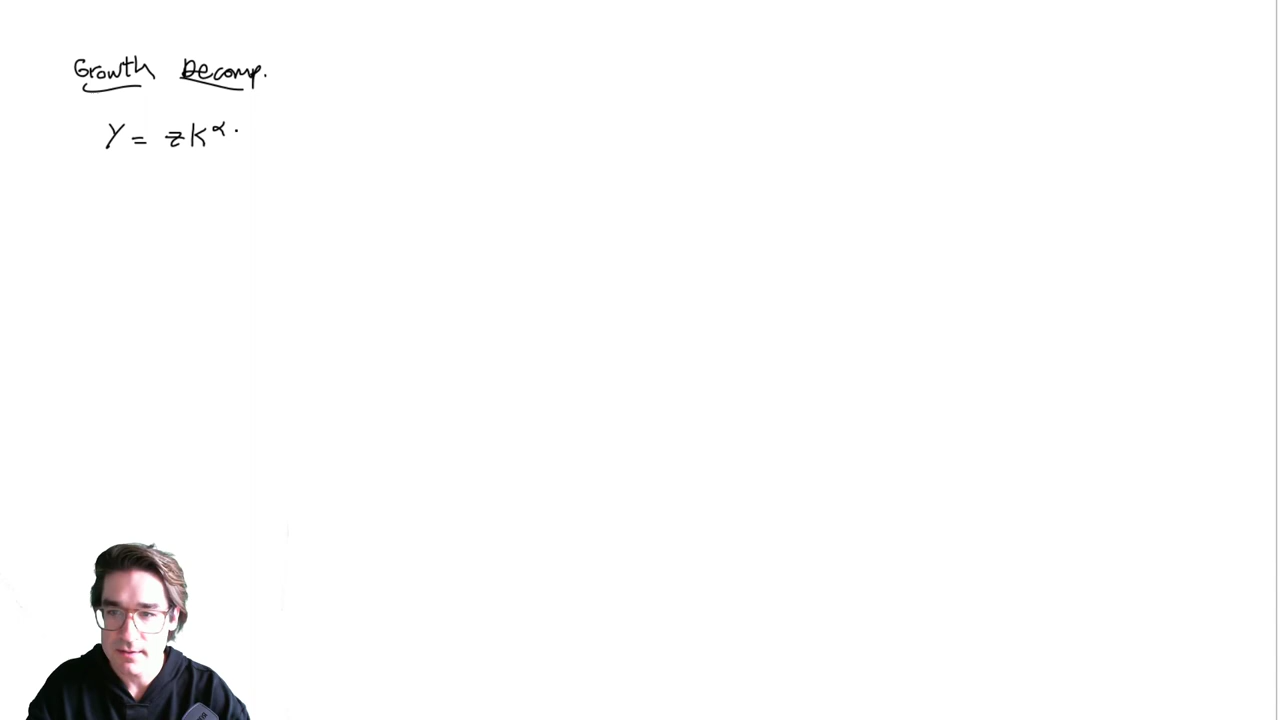 Growth Decomp.
Y = zK^α ·